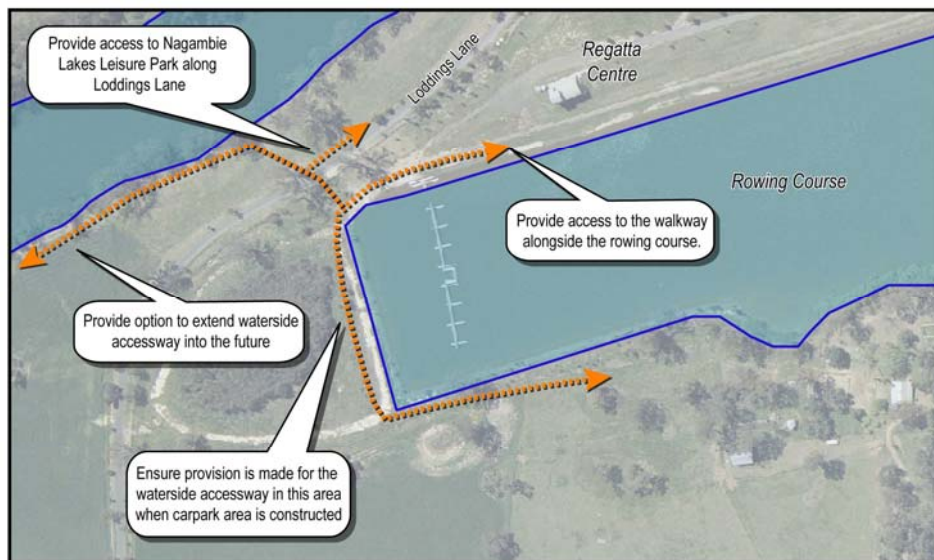 Provide access to Nagambie
Lakes Leisure Park along
Loddings Lane
Loddings Lane
Regatta
Centre
Rowing Course
Provide access to the walkway
alongside the rowing course.
Provide option to extend waterside
accessway into the future
Ensure provision is made for the
waterside accessway in this area
when carpark area is constructed